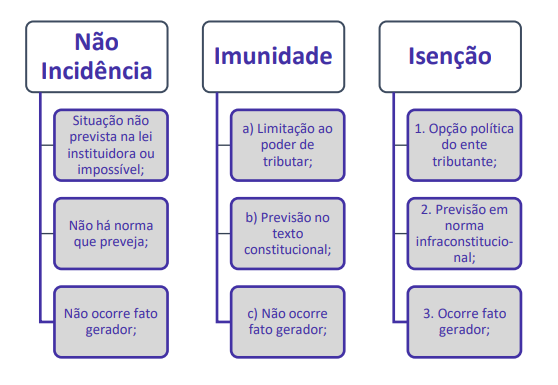 Não
Incidência
Situação não
prevista na lei
instituidora ou
impossível;
Não há norma
que preveja;
Não ocorre fato
gerador;
Imunidade
a) Limitação ao
poder de
tributar;
b) Previsão no
texto
constitucional;
c) Não ocorre
fato gerador;
Isenção
1. Opção política
do ente
tributante;
2. Previsão em
norma
infraconstitucio-
nal;
3. Ocorre fato
gerador;